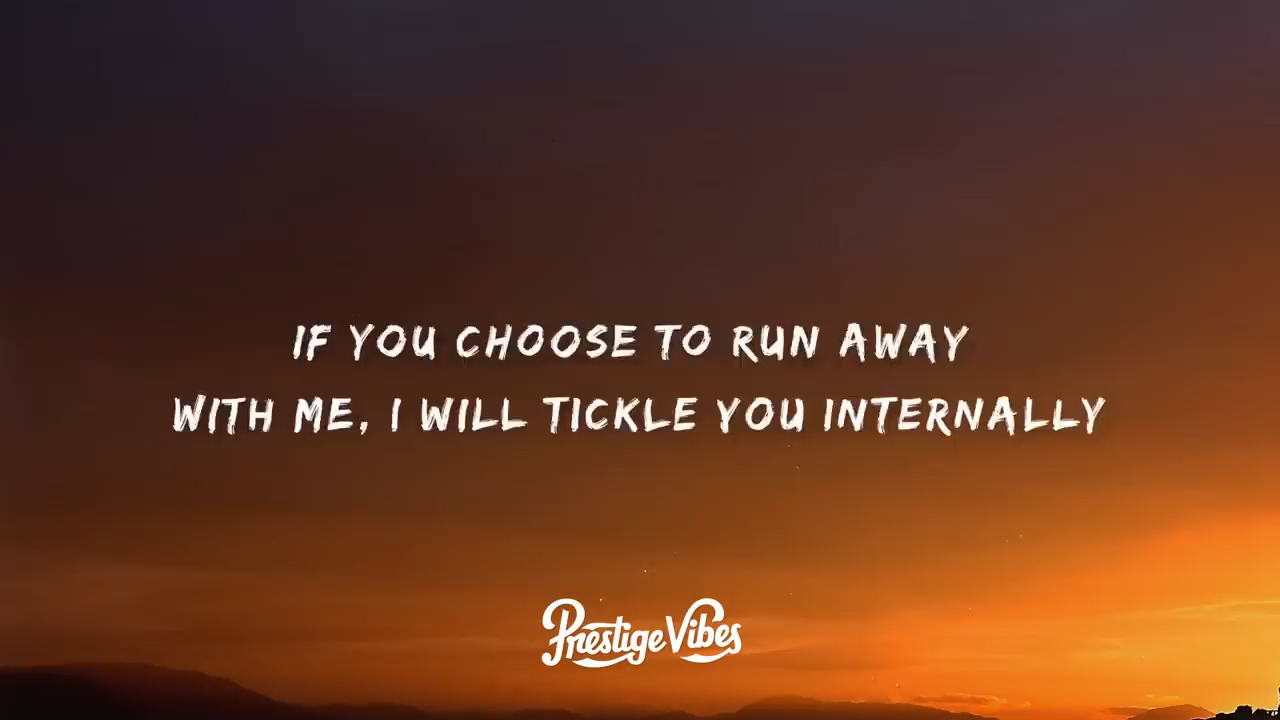 IF YOU CHOOSE TO RUN AWAY
WITH ME, I WILL TICKLE YOU INTERNALLY
Prestige Vibes